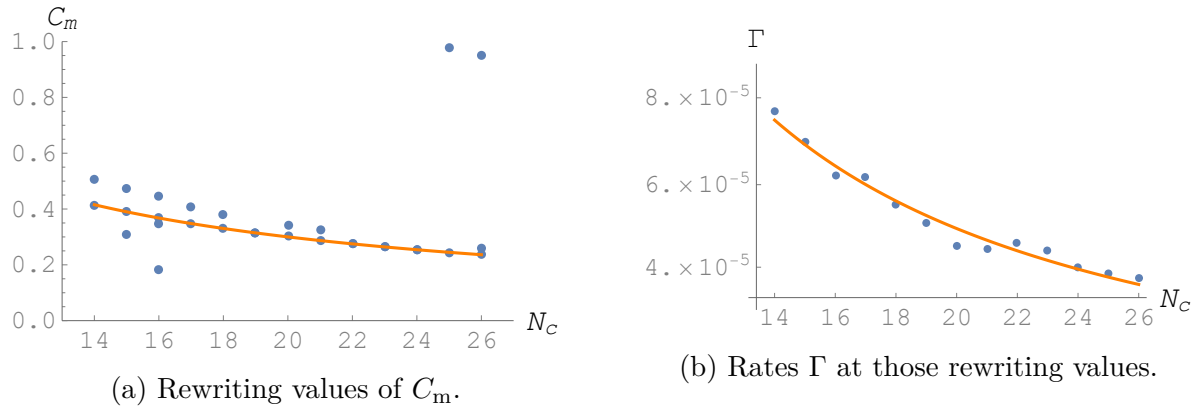 C_m
1.0
0.8
0.6
0.4
0.2
0.0
14 16 18 20 22 24 26
N_C
(a) Rewriting values of C_m.
Γ
8.×10^-5
6.×10^-5
4.×10^-5
14 16 18 20 22 24 26
N_C
(b) Rates Γ at those rewriting values.